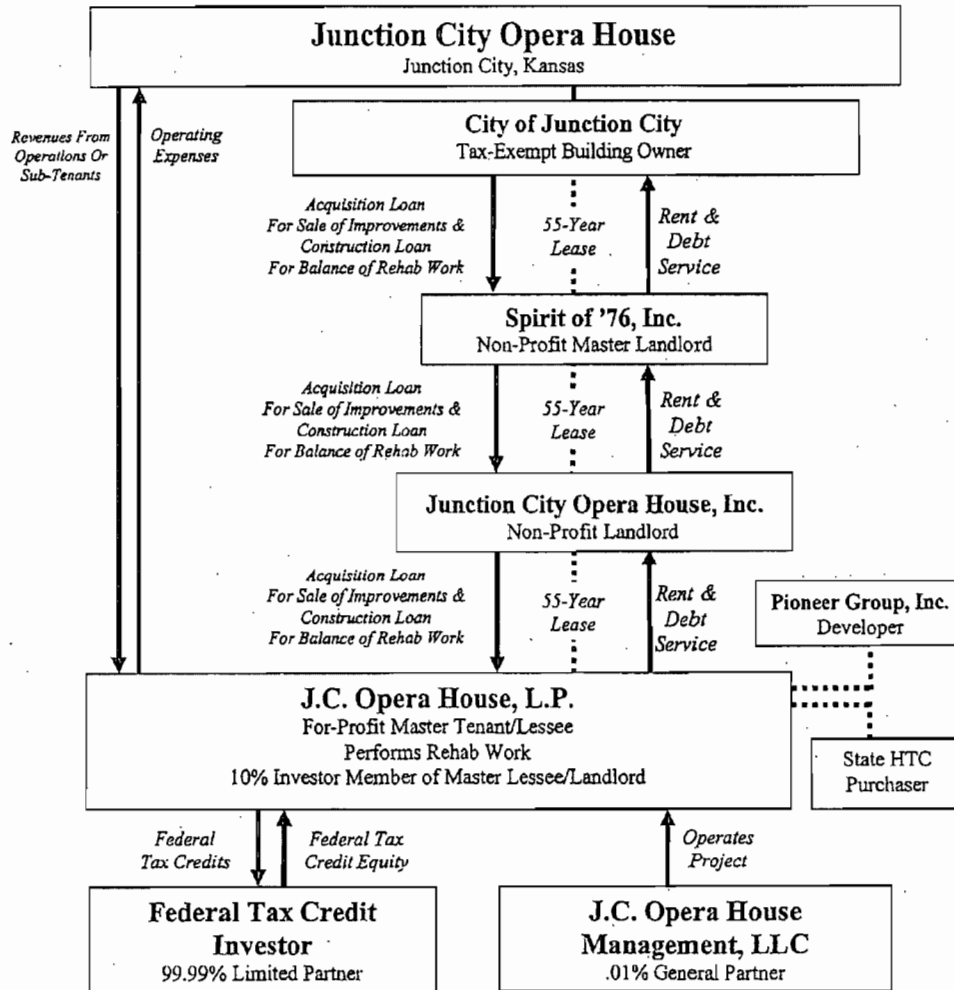 Junction City Opera House
Junction City, Kansas
Revenues From
Operations Or
Sub-Tenants
Operating
Expenses
City of Junction City
Tax-Exempt Building Owner
Acquisition Loan
For Sale of Improvements &
Construction Loan
For Balance of Rehab Work
55-Year
Lease
Rent &
Debt
Service
Spirit of '76, Inc.
Non-Profit Master Landlord
Acquisition Loan
For Sale of Improvements &
Construction Loan
For Balance of Rehab Work
55-Year
Lease
Rent &
Debt
Service
Junction City Opera House, Inc.
Non-Profit Landlord
Acquisition Loan
For Sale of Improvements &
Construction Loan
For Balance of Rehab Work
55-Year
Lease
Rent &
Debt
Service
Pioneer Group, Inc.
Developer
J.C. Opera House, L.P.
For-Profit Master Tenant/Lessee
Performs Rehab Work
10% Investor Member of Master Lessee/Landlord
State HTC
Purchaser
Federal
Tax Credits
Federal Tax
Credit Equity
Operates
Project
Federal Tax Credit
Investor
99.99% Limited Partner
J.C. Opera House
Management, LLC
.01% General Partner